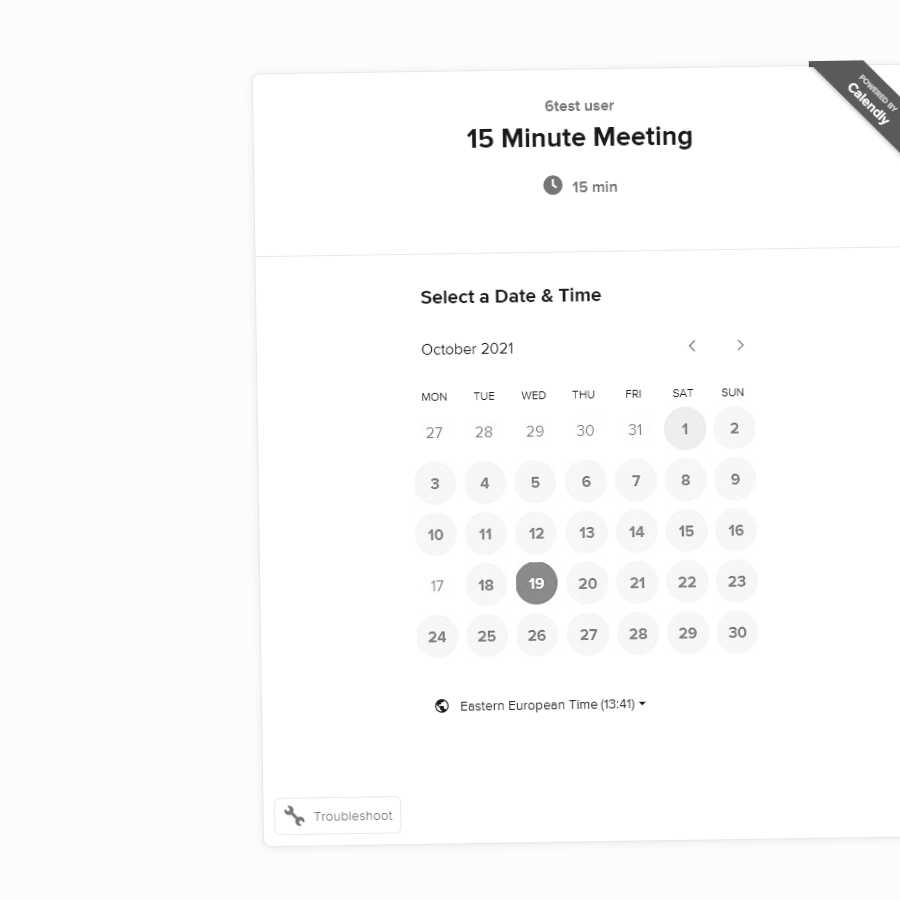 POWERED BY
Calendly
6test user
15 Minute Meeting
15 min
Select a Date & Time
October 2021
MON TUE WED THU FRI SAT SUN
27 28 29 30 31 1 2
3 4 5 6 7 8 9
10 11 12 13 14 15 16
17 18 19 20 21 22 23
24 25 26 27 28 29 30
Eastern European Time (13:41)
Troubleshoot